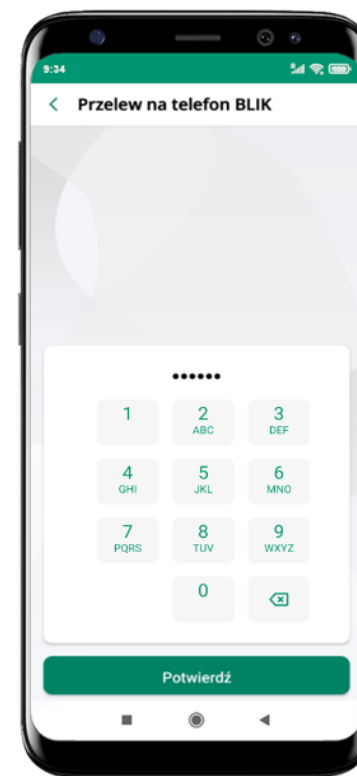 9:34
Przelew na telefon BLIK
••••••
1 2 3
ABC DEF
4 5 6
GHI JKL MNO
7 8 9
PQRS TUV WXYZ
0
Potwierdź